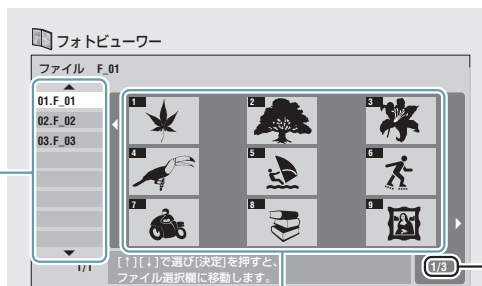 フォトビューワー
ファイル F_01
01.F_01
02.F_02
03.F_03
1
2
3
4
5
6
7
8
9
1/1
[↑][↓]で選び[決定]を押すと、
ファイル選択欄に移動します。
1/3